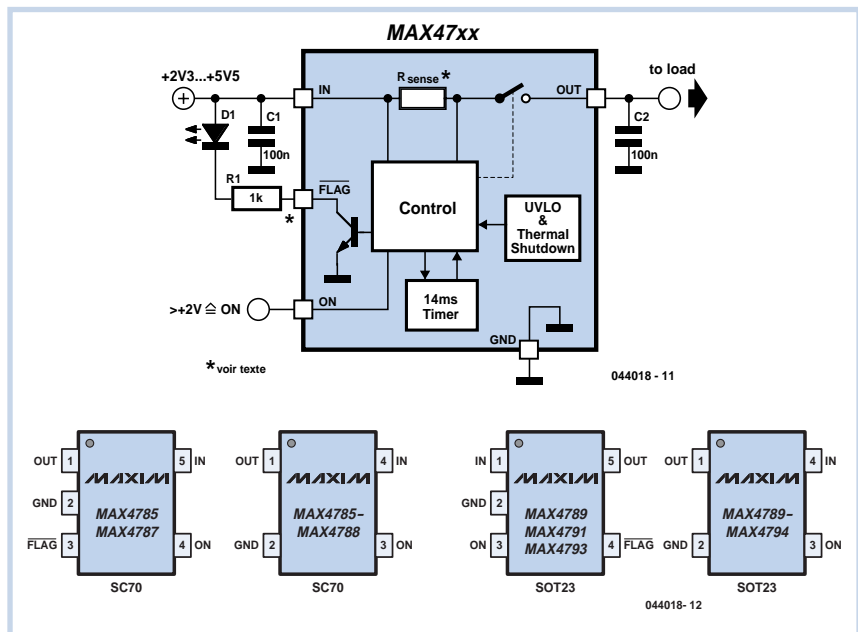 MAX47xx
+2V3...+5V5
D1
C1
100n
R1
1k
*
IN
R sense *
OUT
to load
C2
100n
FLAG
Control
UVLO
&
Thermal
Shutdown
14ms
Timer
>+2V ≙ ON
ON
GND
* voir texte
044018 - 11
OUT 1
GND 2
FLAG 3
5 IN
4 ON
MAXIM
MAX4785
MAX4787
SC70
OUT 1
GND 2
4 IN
3 ON
MAXIM
MAX4785–
MAX4788
SC70
IN 1
GND 2
ON 3
5 OUT
4 FLAG
MAXIM
MAX4789
MAX4791
MAX4793
SOT23
OUT 1
GND 2
4 IN
3 ON
MAXIM
MAX4789–
MAX4794
SOT23
044018- 12